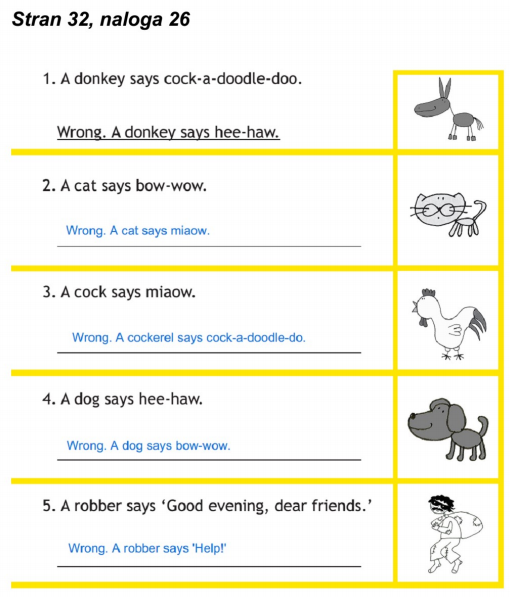 Stran 32, naloga 26
1. A donkey says cock-a-doodle-doo.
Wrong. A donkey says hee-haw.
2. A cat says bow-wow.
Wrong. A cat says miaow.
3. A cock says miaow.
Wrong. A cockerel says cock-a-doodle-do.
4. A dog says hee-haw.
Wrong. A dog says bow-wow.
5. A robber says ‘Good evening, dear friends.’
Wrong. A robber says 'Help!'